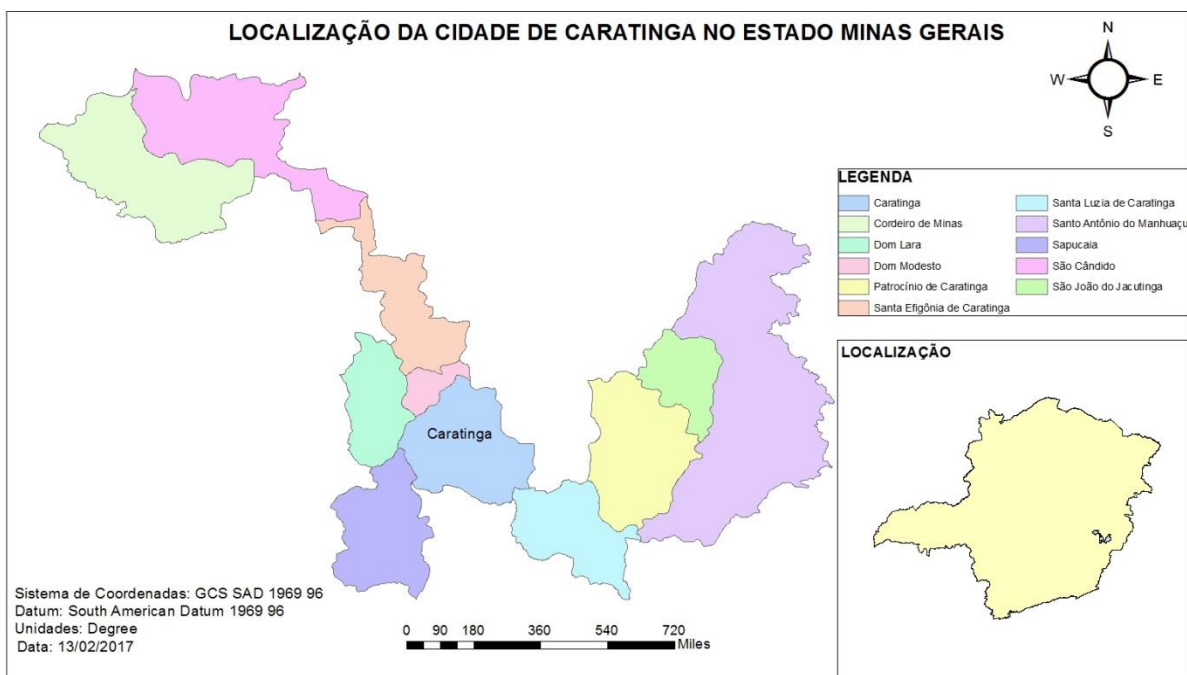 LOCALIZAÇÃO DA CIDADE DE CARATINGA NO ESTADO MINAS GERAIS
N
W
E
S
LEGENDA
Caratinga
Cordeiro de Minas
Dom Lara
Dom Modesto
Patrocínio de Caratinga
Santa Efigônia de Caratinga
Santa Luzia de Caratinga
Santo Antônio do Manhuaçu
Sapucaia
São Cândido
São João do Jacutinga
LOCALIZAÇÃO
Caratinga
Sistema de Coordenadas: GCS SAD 1969 96
Datum: South American Datum 1969 96
Unidades: Degree
Data: 13/02/2017
0 90 180 360 540 720
Miles